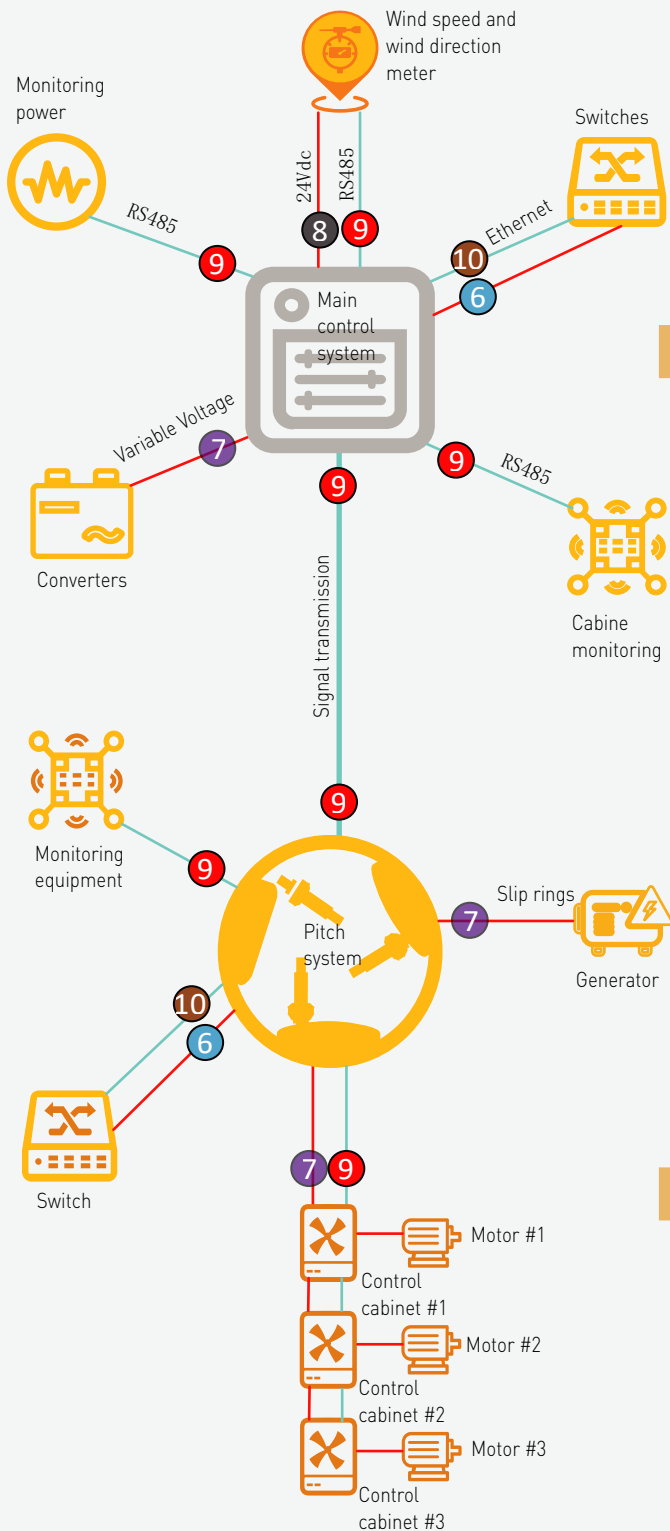 Wind speed and
wind direction
meter
Monitoring
power
Switches
RS485
24Vdc
RS485
Ethernet
9
8
9
10
6
Main
control
system
Variable Voltage
7
9
RS485
9
Converters
Cabine
monitoring
Signal transmission
9
Monitoring
equipment
9
Slip rings
7
Pitch
system
Generator
10
6
Switch
7
9
Motor #1
Control
cabinet #1
Motor #2
Control
cabinet #2
Motor #3
Control
cabinet #3